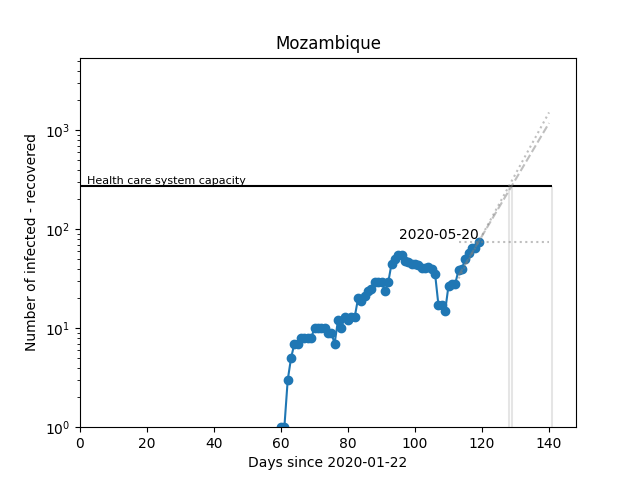 Mozambique
Number of infected - recovered
10³
10²
10¹
10⁰
Health care system capacity
2020-05-20
0 20 40 60 80 100 120 140
Days since 2020-01-22